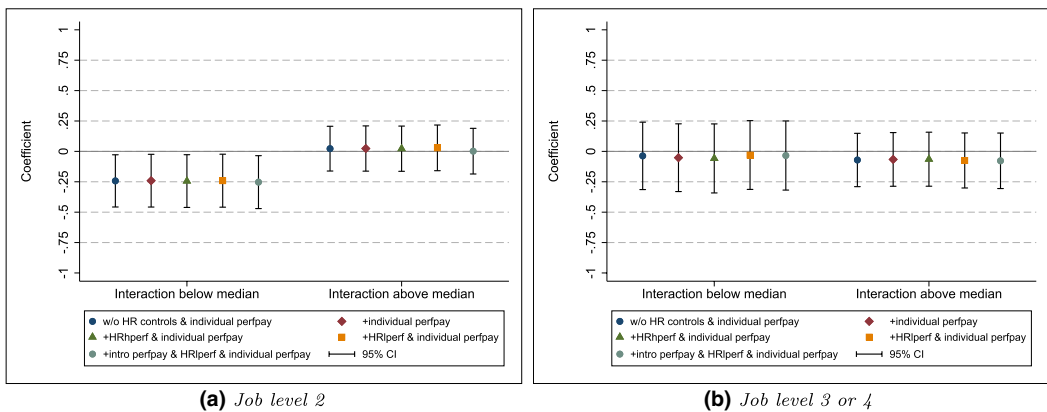 1
.75
.5
.25
0
-.25
-.5
-.75
-1
Coefficient
Interaction below median
Interaction above median
w/o HR controls & individual perfpay
+individual perfpay
+HRhperf & individual perfpay
+HRlperf & individual perfpay
+intro perfpay & HRlperf & individual perfpay
95% CI
(a) Job level 2
1
.75
.5
.25
0
-.25
-.5
-.75
-1
Coefficient
Interaction below median
Interaction above median
w/o HR controls & individual perfpay
+individual perfpay
+HRhperf & individual perfpay
+HRlperf & individual perfpay
+intro perfpay & HRlperf & individual perfpay
95% CI
(b) Job level 3 or 4